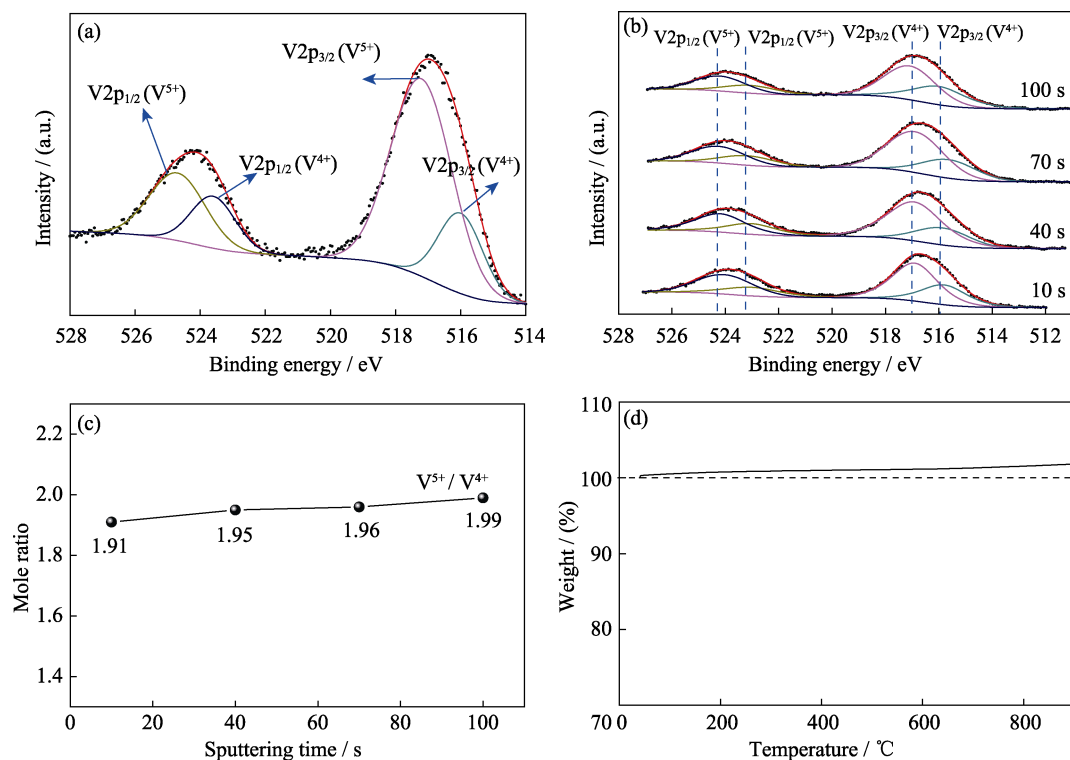 (a)
V2p3/2 (V5+)
V2p1/2 (V5+)
V2p1/2 (V4+)
V2p3/2 (V4+)
Intensity / (a.u.)
528 526 524 522 520 518 516 514
Binding energy / eV
(b)
V2p1/2 (V5+) V2p1/2 (V5+) V2p3/2 (V4+) V2p3/2 (V4+)
100 s
70 s
40 s
10 s
Intensity / (a.u.)
528 526 524 522 520 518 516 514 512
Binding energy / eV
(c)
2.2
2.0
1.8
1.6
1.4
V5+ / V4+
1.91
1.95
1.96
1.99
Mole ratio
0 20 40 60 80 100
Sputtering time / s
(d)
110
100
90
80
70
Weight / (%)
0 200 400 600 800
Temperature / ℃